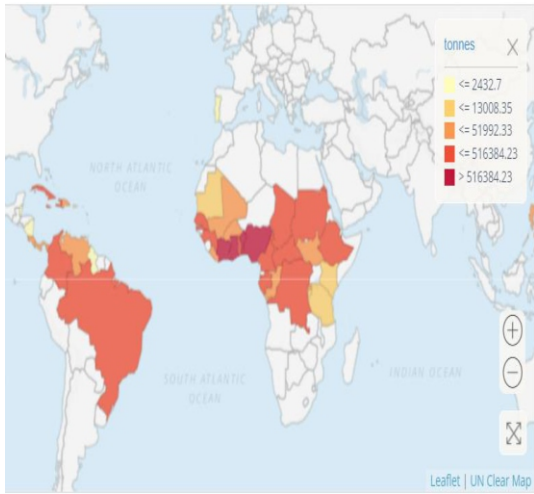 tonnes
<= 2432.7
<= 13008.35
<= 51992.33
<= 516384.23
> 516384.23
NORTH ATLANTIC
OCEAN
SOUTH ATLANTIC
OCEAN
INDIAN OCEAN
Leaflet | UN Clear Map